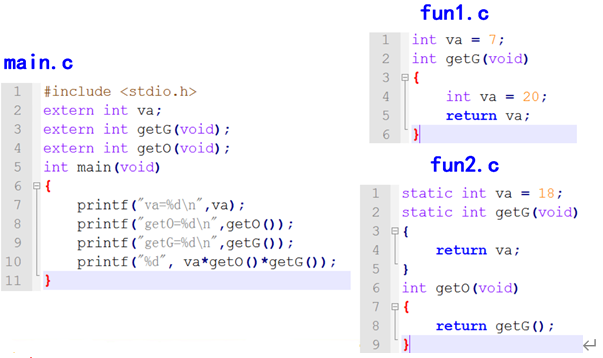 main.c
1 #include <stdio.h>
2 extern int va;
3 extern int getG(void);
4 extern int getO(void);
5 int main(void)
6 {
7 printf("va=%d\n",va);
8 printf("getO=%d\n",getO());
9 printf("getG=%d\n",getG());
10 printf("%d", va*getO()*getG());
11 }
fun1.c
1 int va = 7;
2 int getG(void)
3 {
4 int va = 20;
5 return va;
6 }
fun2.c
1 static int va = 18;
2 static int getG(void)
3 {
4 return va;
5 }
6 int getO(void)
7 {
8 return getG();
9 }